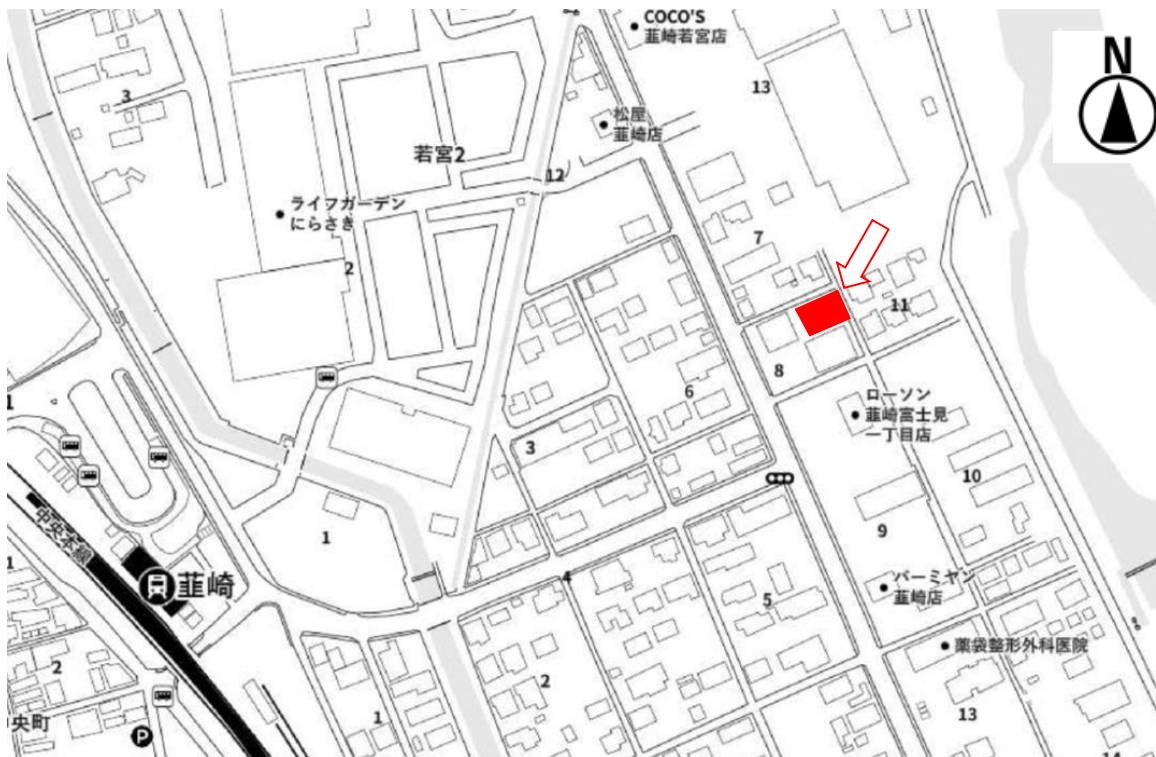 COCO'S
韮崎若宮店
N
13
3
松屋
韮崎店
若宮2
12
ライフガーデン
にらさき
7
2
11
8
6
ローソン
韮崎富士見
一丁目店
1
3
10
9
中央本線
1
韮崎
1
4
5
バーミヤン
韮崎店
薬袋整形外科医院
2
2
1
13
央町
P